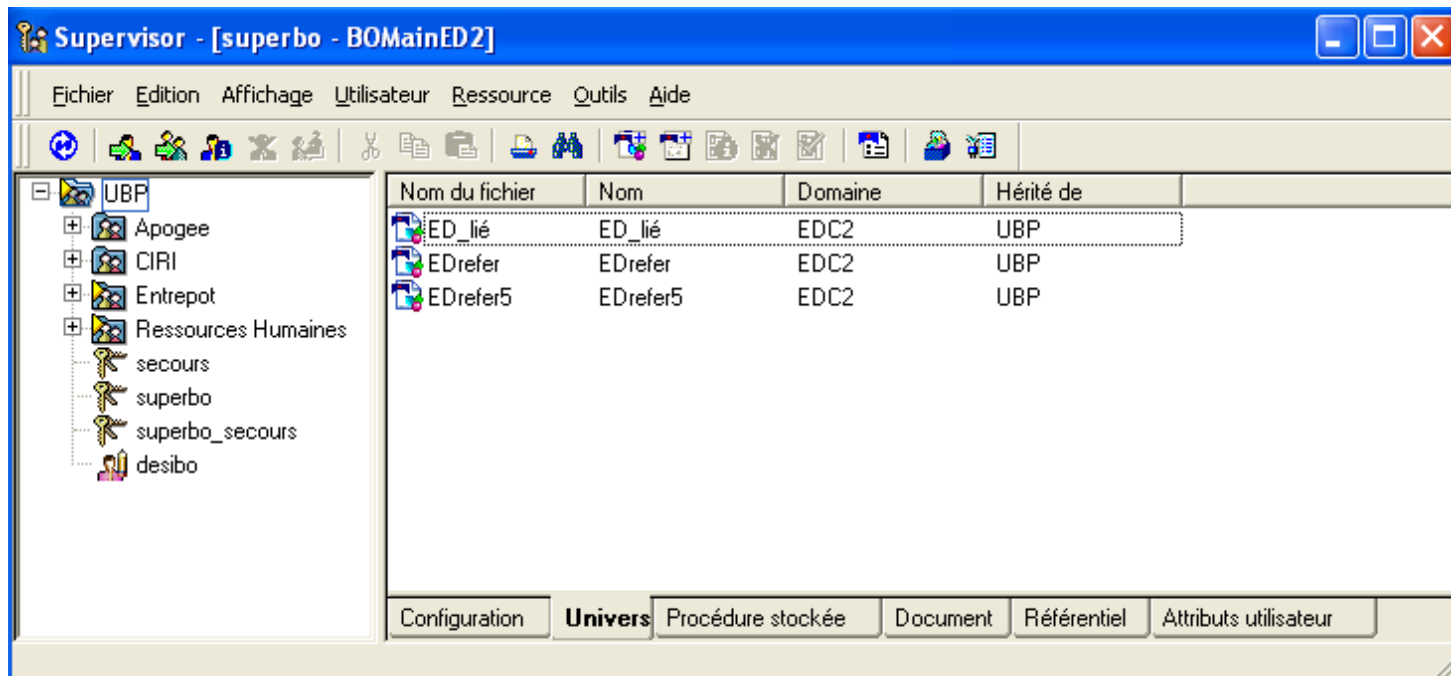 Supervisor - [superbo - BOMainED2]
Fichier Edition Affichage Utilisateur Ressource Outils Aide
UBP
Apogee
CIRI
Entrepot
Ressources Humaines
secours
superbo
superbo_secours
desibo
Nom du fichier Nom Domaine Hérité de
ED_lié ED_lié EDC2 UBP
EDrefer EDrefer EDC2 UBP
EDrefer5 EDrefer5 EDC2 UBP
Configuration Univers Procédure stockée Document Référentiel Attributs utilisateur